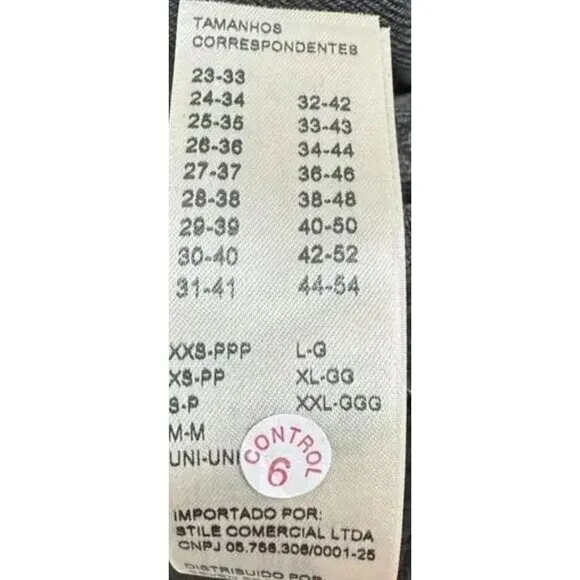 TAMANHOS
CORRESPONDENTES
23-33
24-34 32-42
25-35 33-43
26-36 34-44
27-37 36-46
28-38 38-48
29-39 40-50
30-40 42-52
31-41 44-54
XXS-PPP L-G
XS-PP XL-GG
S-P XXL-GGG
M-M
UNI-UNI
CONTROL
6
IMPORTADO POR:
STILE COMERCIAL LTDA
CNPJ 05.756.306/0001-25
DISTRIBUIDO POR